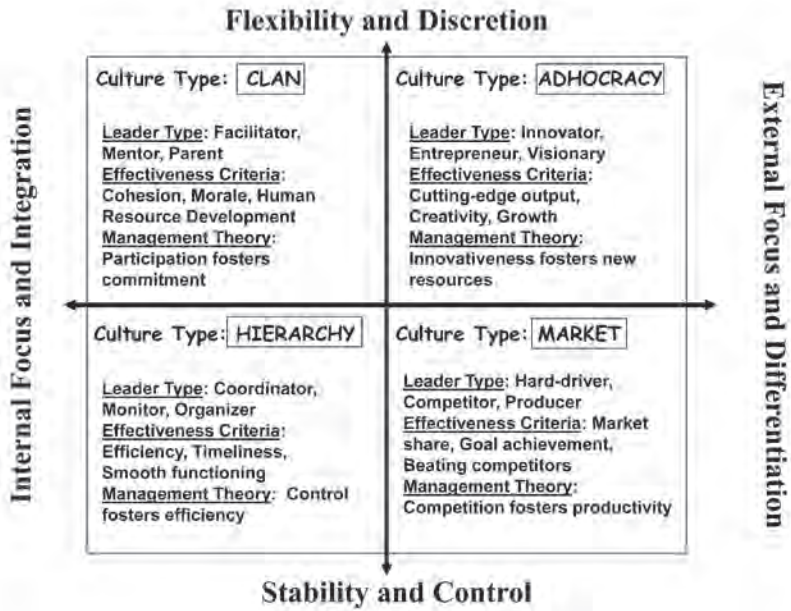 Flexibility and Discretion
Internal Focus and Integration
Culture Type: CLAN
Leader Type: Facilitator,
Mentor, Parent
Effectiveness Criteria:
Cohesion, Morale, Human
Resource Development
Management Theory:
Participation fosters
commitment
Culture Type: ADHOCRACY
Leader Type: Innovator,
Entrepreneur, Visionary
Effectiveness Criteria:
Cutting-edge output,
Creativity, Growth
Management Theory:
Innovativeness fosters new
resources
External Focus and Differentiation
Culture Type: HIERARCHY
Leader Type: Coordinator,
Monitor, Organizer
Effectiveness Criteria:
Efficiency, Timeliness,
Smooth functioning
Management Theory: Control
fosters efficiency
Culture Type: MARKET
Leader Type: Hard-driver,
Competitor, Producer
Effectiveness Criteria: Market
share, Goal achievement,
Beating competitors
Management Theory:
Competition fosters productivity
Stability and Control